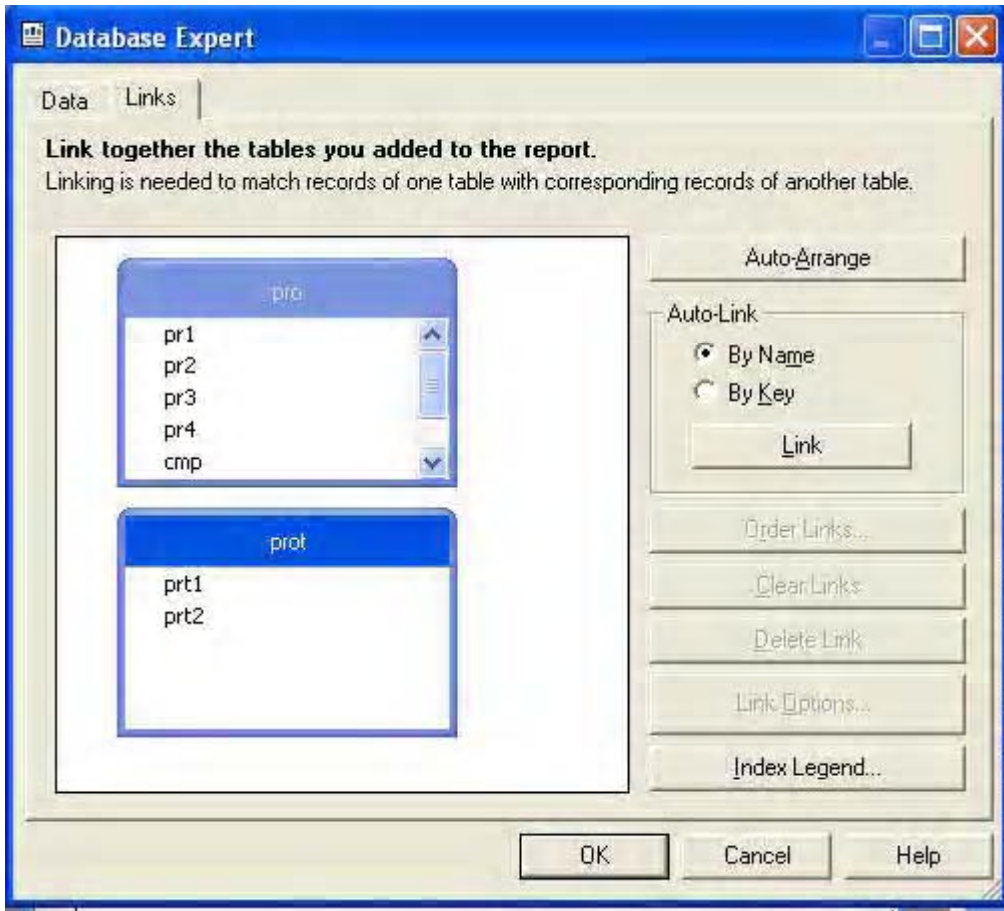 Database Expert
Data Links
Link together the tables you added to the report.
Linking is needed to match records of one table with corresponding records of another table.
pro
pr1
pr2
pr3
pr4
cmp
prot
prt1
prt2
Auto-Arrange
Auto-Link
By Name
By Key
Link
Order Links...
Clear Links
Delete Link
Link Options...
Index Legend...
OK Cancel Help